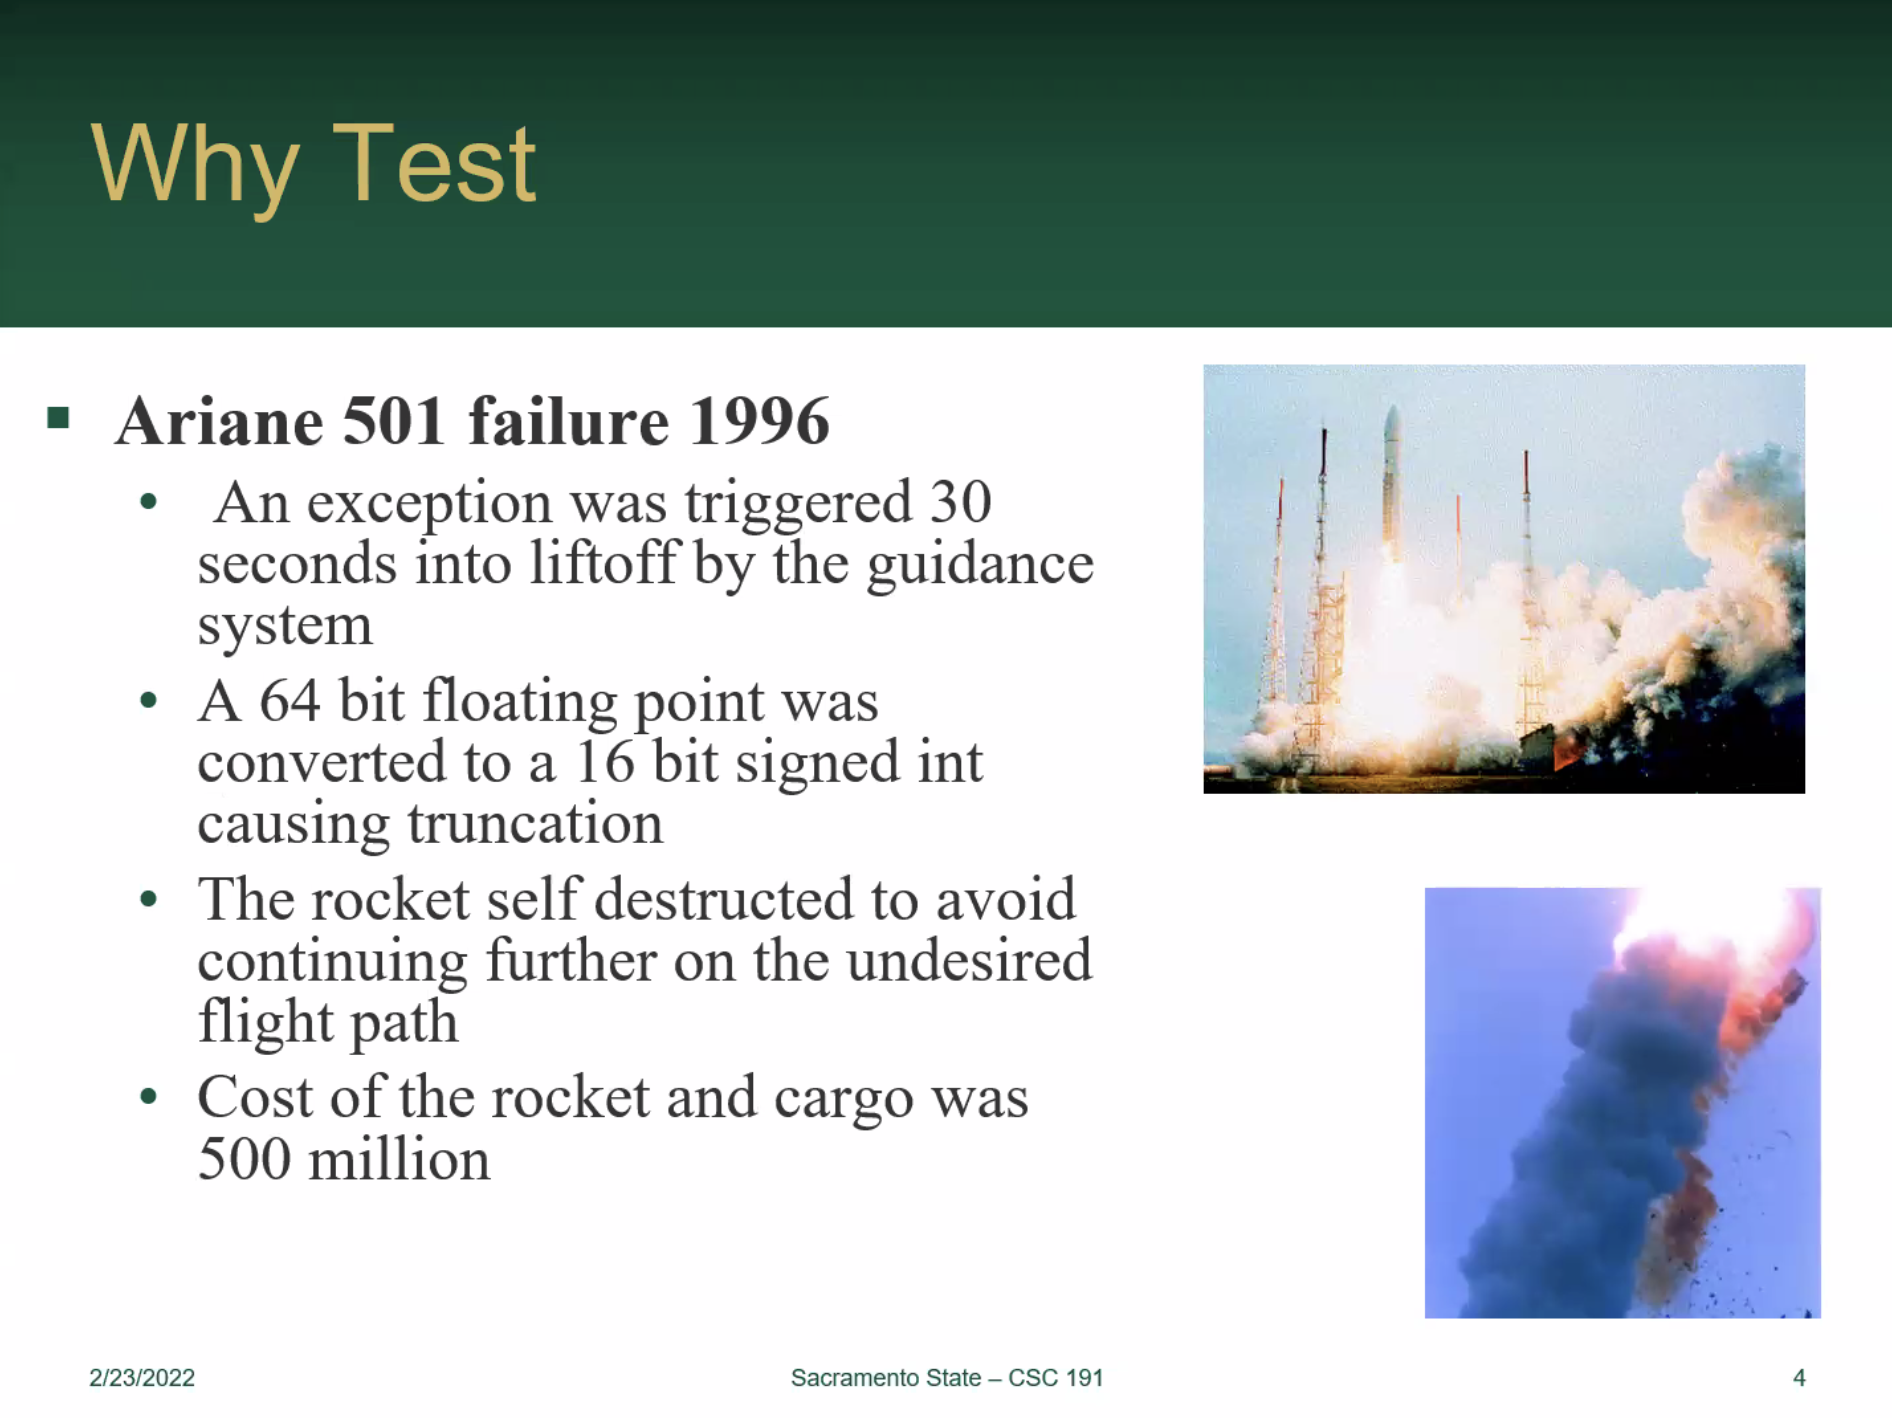 Why Test
Ariane 501 failure 1996
An exception was triggered 30
seconds into liftoff by the guidance
system
A 64 bit floating point was
converted to a 16 bit signed int
causing truncation
The rocket self destructed to avoid
continuing further on the undesired
flight path
Cost of the rocket and cargo was
500 million
2/23/2022
Sacramento State – CSC 191
4